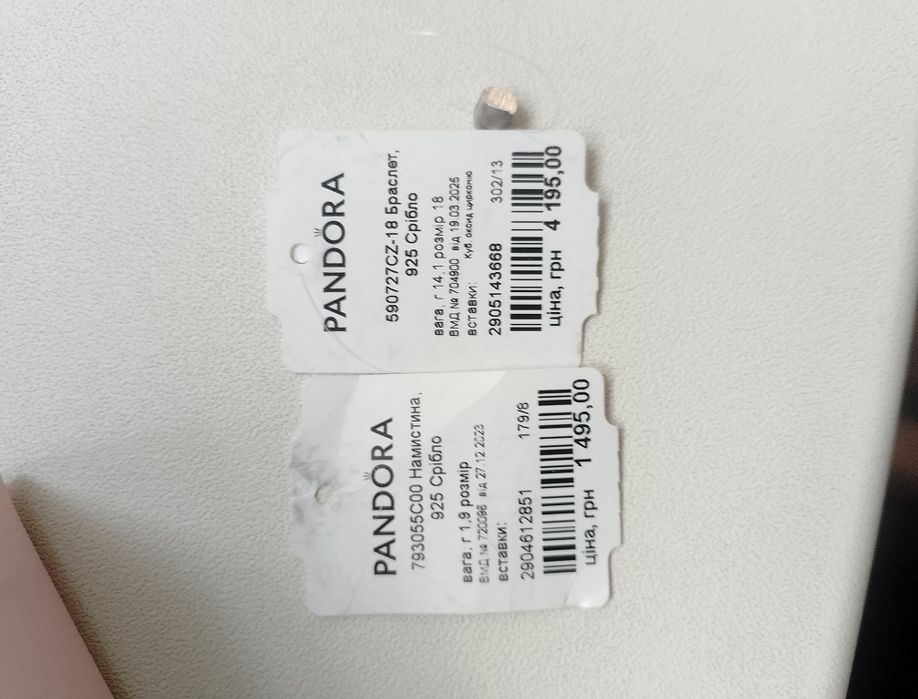 PANDORA
590727CZ-18 Браслет,
925 Срібло
вага, г 14,1 розмір 18
ВМД № 704900 від 19.03.2025
вставки: Куб. оксид цирконію
2905143668 302/13
ціна, грн 4 195,00
PANDORA
793055C00 Намистина,
925 Срібло
вага, г 1,9 розмір
ВМД № 720096 від 27.12.2023
вставки:
2904612851 179/8
ціна, грн 1 495,00